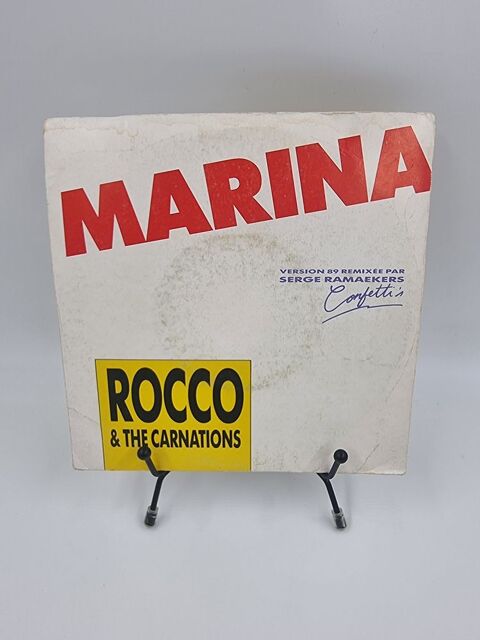 MARINA
VERSION 89 REMIXÉE PAR
SERGE RAMAEKERS
Confetti's
ROCCO
& THE CARNATIONS